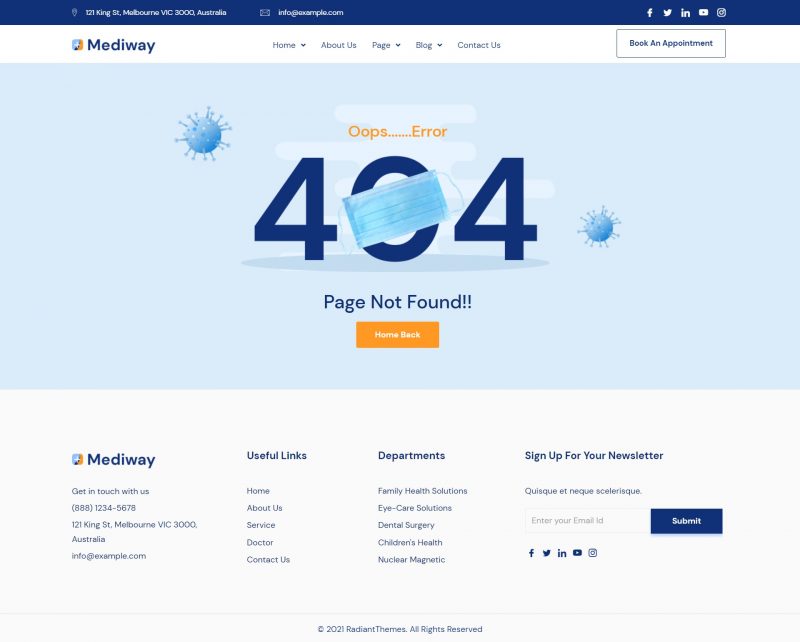 121 King St, Melbourne VIC 3000, Australia
info@example.com
Mediway
Home
About Us
Page
Blog
Contact Us
Book An Appointment
Oops.......Error
404
Page Not Found!!
Home Back
Mediway
Get in touch with us
(888) 1234-5678
121 King St, Melbourne VIC 3000,
Australia
info@example.com
Useful Links
Home
About Us
Service
Doctor
Contact Us
Departments
Family Health Solutions
Eye-Care Solutions
Dental Surgery
Children's Health
Nuclear Magnetic
Sign Up For Your Newsletter
Quisque et neque scelerisque.
Enter your Email Id
Submit
© 2021 RadiantThemes. All Rights Reserved